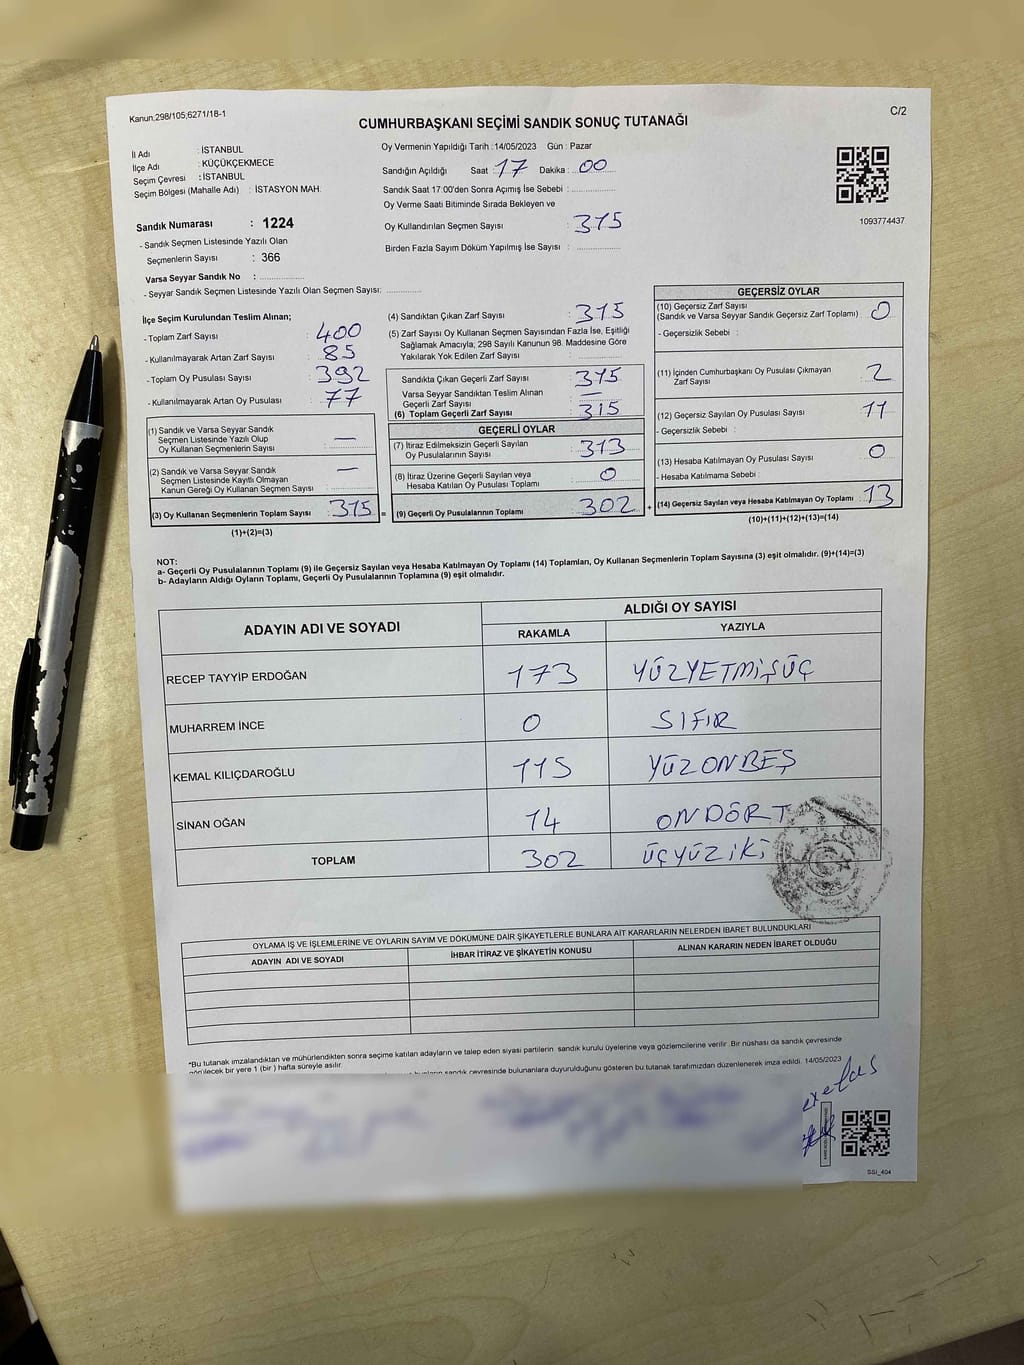 Kanun;298/105;6271/18-1
C/2
CUMHURBAŞKANI SEÇİMİ SANDIK SONUÇ TUTANAĞI
İl Adı : İSTANBUL
İlçe Adı : KÜÇÜKÇEKMECE
Seçim Çevresi : İSTANBUL
Seçim Bölgesi (Mahalle Adı) : İSTASYON MAH.
Sandık Numarası : 1224
- Sandık Seçmen Listesinde Yazılı Olan
Seçmenlerin Sayısı : 366
Varsa Seyyar Sandık No :
- Seyyar Sandık Seçmen Listesinde Yazılı Olan Seçmen Sayısı:
Oy Vermenin Yapıldığı Tarih :14/05/2023 Gün : Pazar
Sandığın Açıldığı Saat : 17 Dakika : 00
Sandık Saat 17:00'den Sonra Açımış İse Sebebi :
Oy Verme Saati Bitiminde Sırada Bekleyen ve
Oy Kullandırılan Seçmen Sayısı : 315
Birden Fazla Sayım Döküm Yapılmış İse Sayısı :
1093774437
İlçe Seçim Kurulundan Teslim Alınan;
- Toplam Zarf Sayısı : 400
- Kullanılmayarak Artan Zarf Sayısı : 85
- Toplam Oy Pusulası Sayısı : 392
- Kullanılmayarak Artan Oy Pusulası : 77
(1) Sandık ve Varsa Seyyar Sandık
Seçmen Listesinde Yazılı Olup
Oy Kullanan Seçmenlerin Sayısı : —
(2) Sandık ve Varsa Seyyar Sandık
Seçmen Listesinde Kayıtlı Olmayan
Kanun Gereği Oy Kullanan Seçmen Sayısı : —
(3) Oy Kullanan Seçmenlerin Toplam Sayısı : 315 =
(1)+(2)=(3)
(4) Sandıktan Çıkan Zarf Sayısı : 315
(5) Zarf Sayısı Oy Kullanan Seçmen Sayısından Fazla İse, Eşitliği
Sağlamak Amacıyla; 298 Sayılı Kanunun 98. Maddesine Göre
Yakılarak Yok Edilen Zarf Sayısı :
Sandıkta Çıkan Geçerli Zarf Sayısı : 315
Varsa Seyyar Sandıktan Teslim Alınan
Geçerli Zarf Sayısı : —
(6) Toplam Geçerli Zarf Sayısı : 315
GEÇERLİ OYLAR
(7) İtiraz Edilmeksizin Geçerli Sayılan
Oy Pusulalarının Sayısı : 313
(8) İtiraz Üzerine Geçerli Sayılan veya
Hesaba Katılan Oy Pusulası Toplamı : 0
(9) Geçerli Oy Pusulalarının Toplamı : 302 +
GEÇERSİZ OYLAR
(10) Geçersiz Zarf Sayısı
(Sandık ve Varsa Seyyar Sandık Geçersiz Zarf Toplamı) : 0
- Geçersizlik Sebebi :
(11) İçinden Cumhurbaşkanı Oy Pusulası Çıkmayan
Zarf Sayısı : 2
(12) Geçersiz Sayılan Oy Pusulası Sayısı : 11
- Geçersizlik Sebebi :
(13) Hesaba Katılmayan Oy Pusulası Sayısı : 0
- Hesaba Katılmama Sebebi :
(14) Geçersiz Sayılan veya Hesaba Katılmayan Oy Toplamı : 13
(10)+(11)+(12)+(13)=(14)
NOT:
a- Geçerli Oy Pusulalarının Toplamı (9) ile Geçersiz Sayılan veya Hesaba Katılmayan Oy Toplamı (14) Toplamları, Oy Kullanan Seçmenlerin Toplam Sayısına (3) eşit olmalıdır. (9)+(14)=(3)
b- Adayların Aldığı Oyların Toplamı, Geçerli Oy Pusulalarının Toplamına (9) eşit olmalıdır.
ADAYIN ADI VE SOYADI
ALDIĞI OY SAYISI
RAKAMLA YAZIYLA
RECEP TAYYİP ERDOĞAN 173 YÜZYETMİŞÜÇ
MUHARREM İNCE 0 SIFIR
KEMAL KILIÇDAROĞLU 115 YÜZONBEŞ
SİNAN OĞAN 14 ONDÖRT
TOPLAM 302 ÜÇYÜZİKİ
OYLAMA İŞ VE İŞLEMLERİNE VE OYLARIN SAYIM VE DÖKÜMÜNE DAİR ŞİKAYETLERLE BUNLARA AİT KARARLARIN NELERDEN İBARET BULUNDUKLARI
ADAYIN ADI VE SOYADI İHBAR İTİRAZ VE ŞİKAYETİN KONUSU ALINAN KARARIN NEDEN İBARET OLDUĞU
*Bu tutanak imzalandıktan ve mühürlendikten sonra seçime katılan adayların ve talep eden siyasi partilerin sandık kurulu üyelerine veya gözlemcilerine verilir .Bir nüshası da sandık çevresinde
görülecek bir yere 1 (bir ) hafta süreyle asılır.
sandık çevresinde bulunanlara duyurulduğunu gösteren bu tutanak tarafımızdan düzenlenerek imza edildi. 14/05/2023
SSI_404